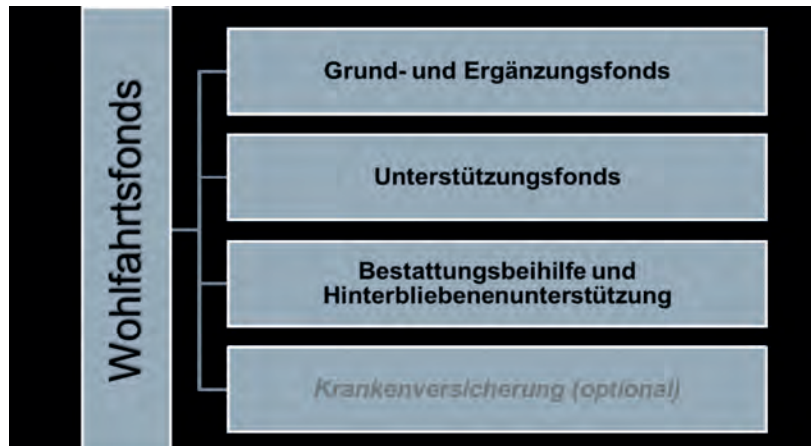 Wohlfahrtsfonds
Grund- und Ergänzungsfonds
Unterstützungsfonds
Bestattungsbeihilfe und
Hinterbliebenenunterstützung
Krankenversicherung (optional)